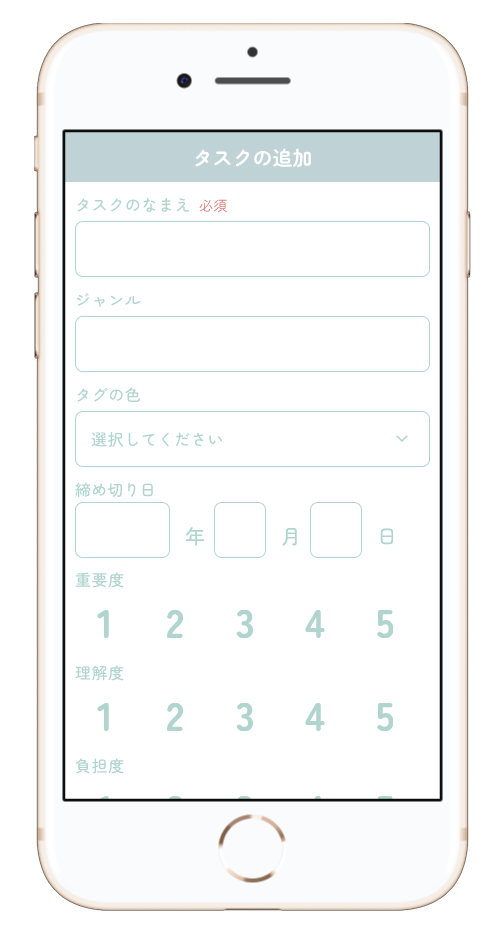 タスクの追加
タスクのなまえ 必須
ジャンル
タグの色
選択してください
締め切り日
年 月 日
重要度
1 2 3 4 5
理解度
1 2 3 4 5
負担度